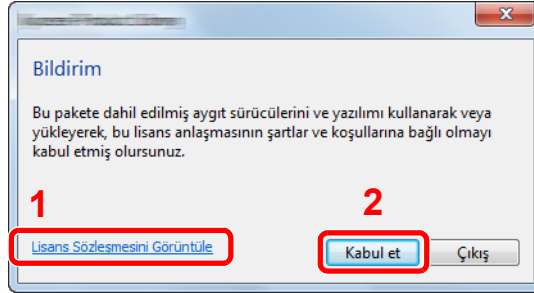 Bildirim
Bu pakete dahil edilmiş aygıt sürücülerini ve yazılımı kullanarak veya
yükleyerek, bu lisans anlaşmasının şartlar ve koşullarına bağlı olmayı
kabul etmiş olursunuz.
1
2
Lisans Sözleşmesini Görüntüle
Kabul et
Çıkış